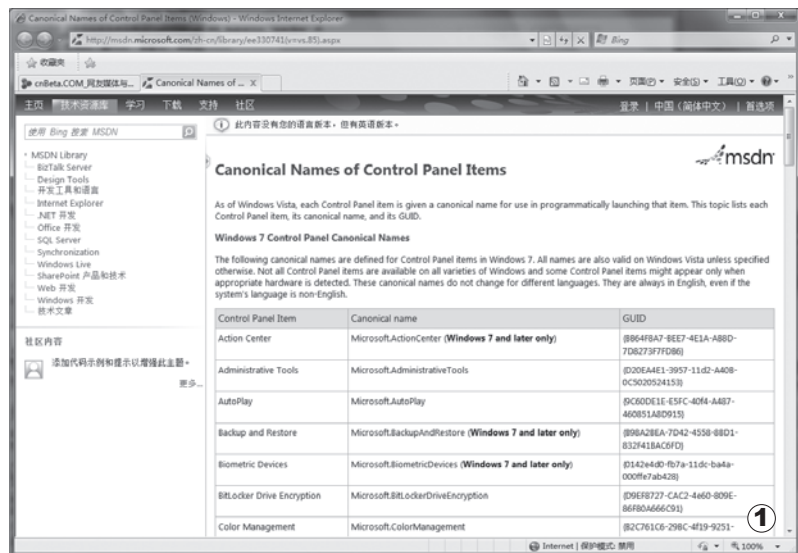 Canonical Names of Control Panel Items (Windows) - Windows Internet Explorer
http://msdn.microsoft.com/zh-cn/library/ee330741(v=vs.85).aspx
Bing
收藏夹
cnBeta.COM_网友媒体与...
Canonical Names of ... X
页面(P)
安全(S)
工具(O)
主页 技术资源库 学习 下载 支持 社区
登录 | 中国（简体中文） | 首选项
使用 Bing 搜索 MSDN
此内容没有您的语言版本，但有英语版本。
msdn
MSDN Library
BizTalk Server
Design Tools
开发工具和语言
Internet Explorer
.NET 开发
Office 开发
SQL Server
Synchronization
Windows Live
SharePoint 产品和技术
Web 开发
Windows 开发
技术文章
社区内容
添加代码示例和提示以增强此主题。
更多...
Canonical Names of Control Panel Items
As of Windows Vista, each Control Panel item is given a canonical name for use in programmatically launching that item. This topic lists each
Control Panel item, its canonical name, and its GUID.
Windows 7 Control Panel Canonical Names
The following canonical names are defined for Control Panel items in Windows 7. All names are also valid on Windows Vista unless specified
otherwise. Not all Control Panel items are available on all varieties of Windows and some Control Panel items might appear only when
appropriate hardware is detected. These canonical names do not change for different languages. They are always in English, even if the
system's language is non-English.
Control Panel Item Canonical name GUID
Action Center Microsoft.ActionCenter (Windows 7 and later only) {BB64F8A7-BEE7-4E1A-AB8D-
7D8273F7FDB6}
Administrative Tools Microsoft.AdministrativeTools {D20EA4E1-3957-11d2-A40B-
0C5020524153}
AutoPlay Microsoft.AutoPlay {9C60DE1E-E5FC-40f4-A487-
460851A8D915}
Backup and Restore Microsoft.BackupAndRestore (Windows 7 and later only) {B98A2BEA-7D42-4558-8BD1-
832F41BAC6FD}
Biometric Devices Microsoft.BiometricDevices (Windows 7 and later only) {0142e4d0-fb7a-11dc-ba4a-
000ffe7ab428}
BitLocker Drive Encryption Microsoft.BitLockerDriveEncryption {D9EF8727-CAC2-4e60-809E-
86F80A666C91}
Color Management Microsoft.ColorManagement {B2C761C6-29BC-4f19-9251-
1
Internet | 保护模式: 禁用
100%